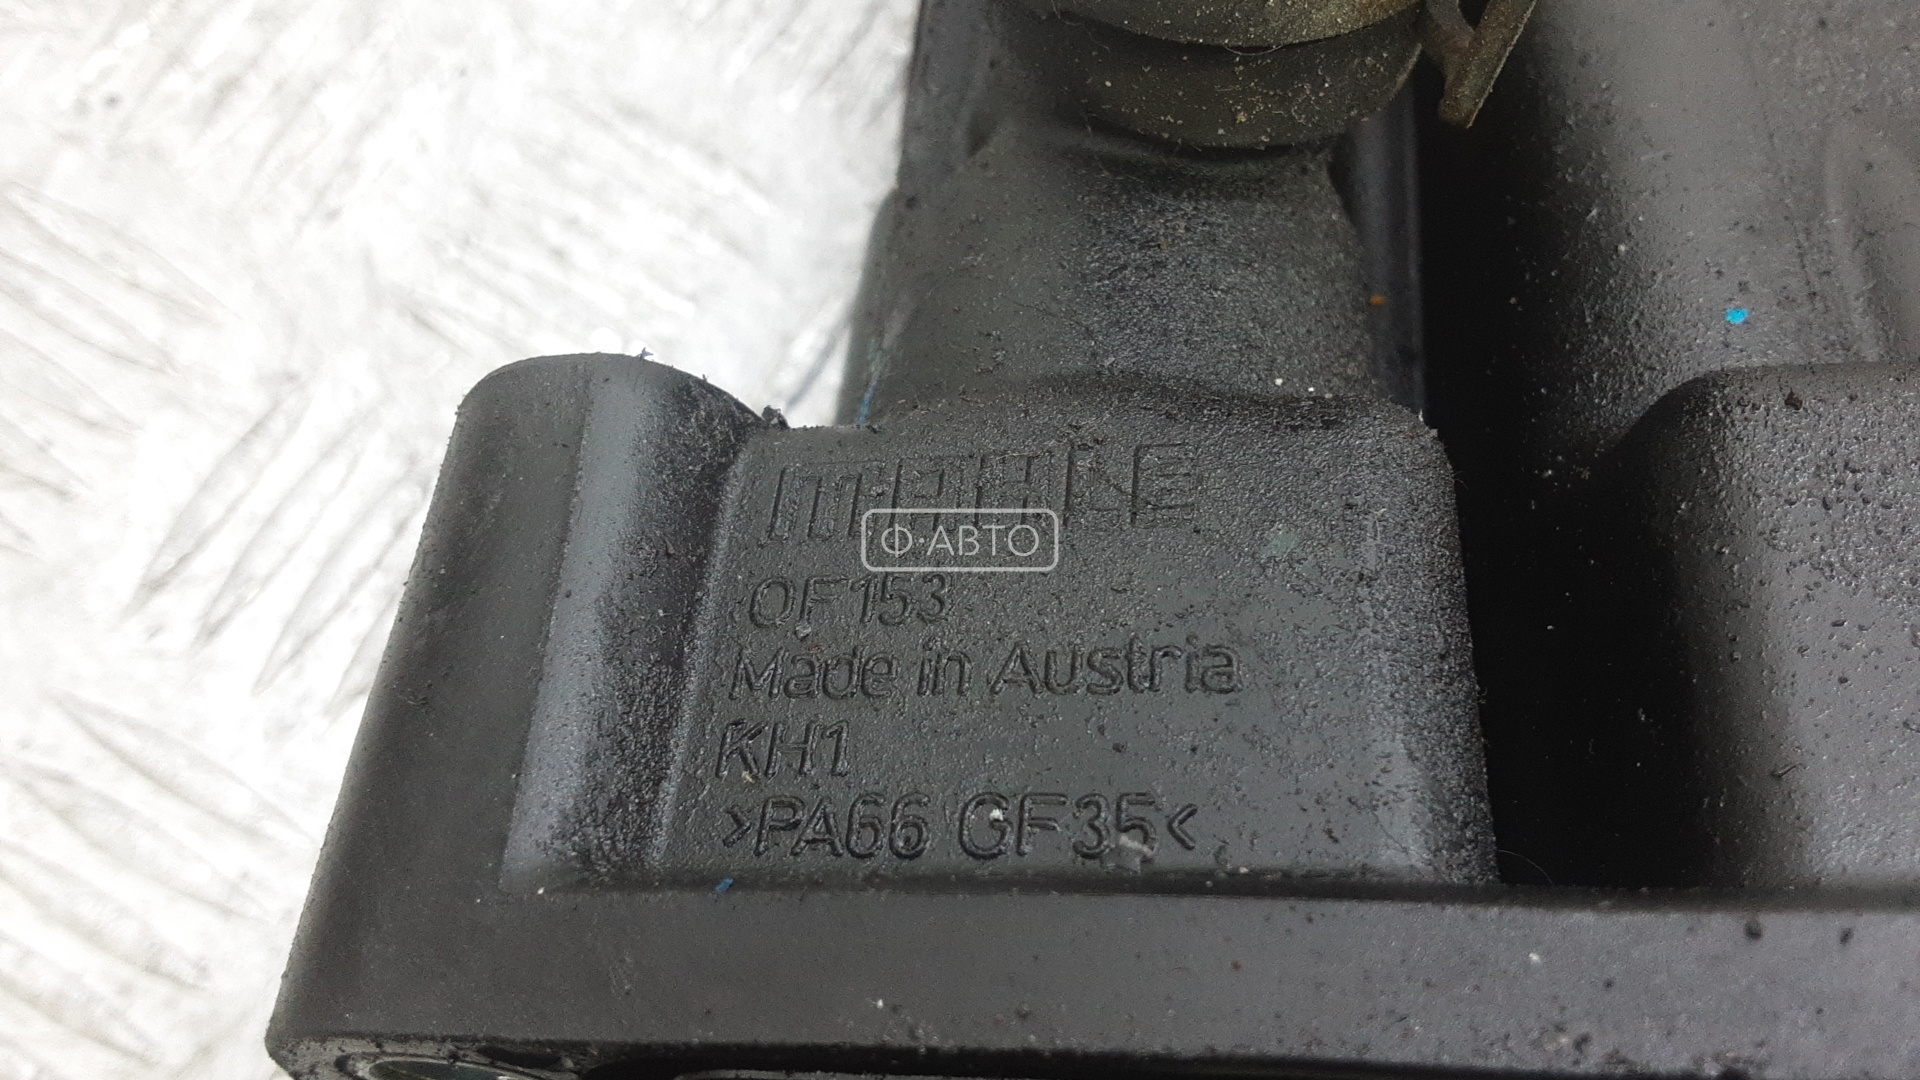 MAHLE
Ф·АВТО
OF153
Made in Austria
KH1
>PA66 GF35<